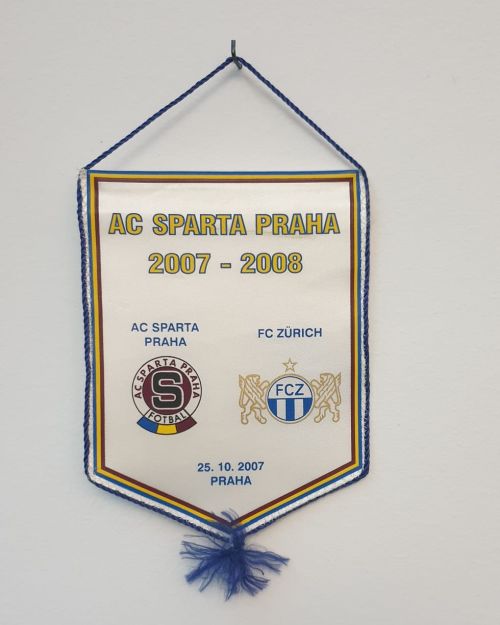 AC SPARTA PRAHA
2007 - 2008
AC SPARTA
PRAHA
FC ZÜRICH
AC SPARTA PRAHA
S
FOTBAL
FCZ
25. 10. 2007
PRAHA